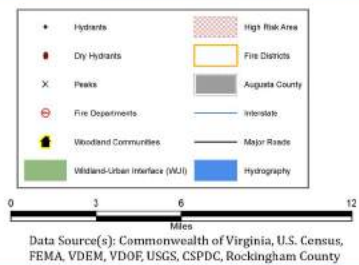 Hydrants
High Risk Area
Dry Hydrants
Fire Districts
Peaks
Augusta County
Fire Departments
Interstate
Woodland Communities
Major Roads
Wildland-Urban Interface (WUI)
Hydrography
0 3 6 12
Miles
Data Source(s): Commonwealth of Virginia, U.S. Census,
FEMA, VDEM, VDOF, USGS, CSPDC, Rockingham County